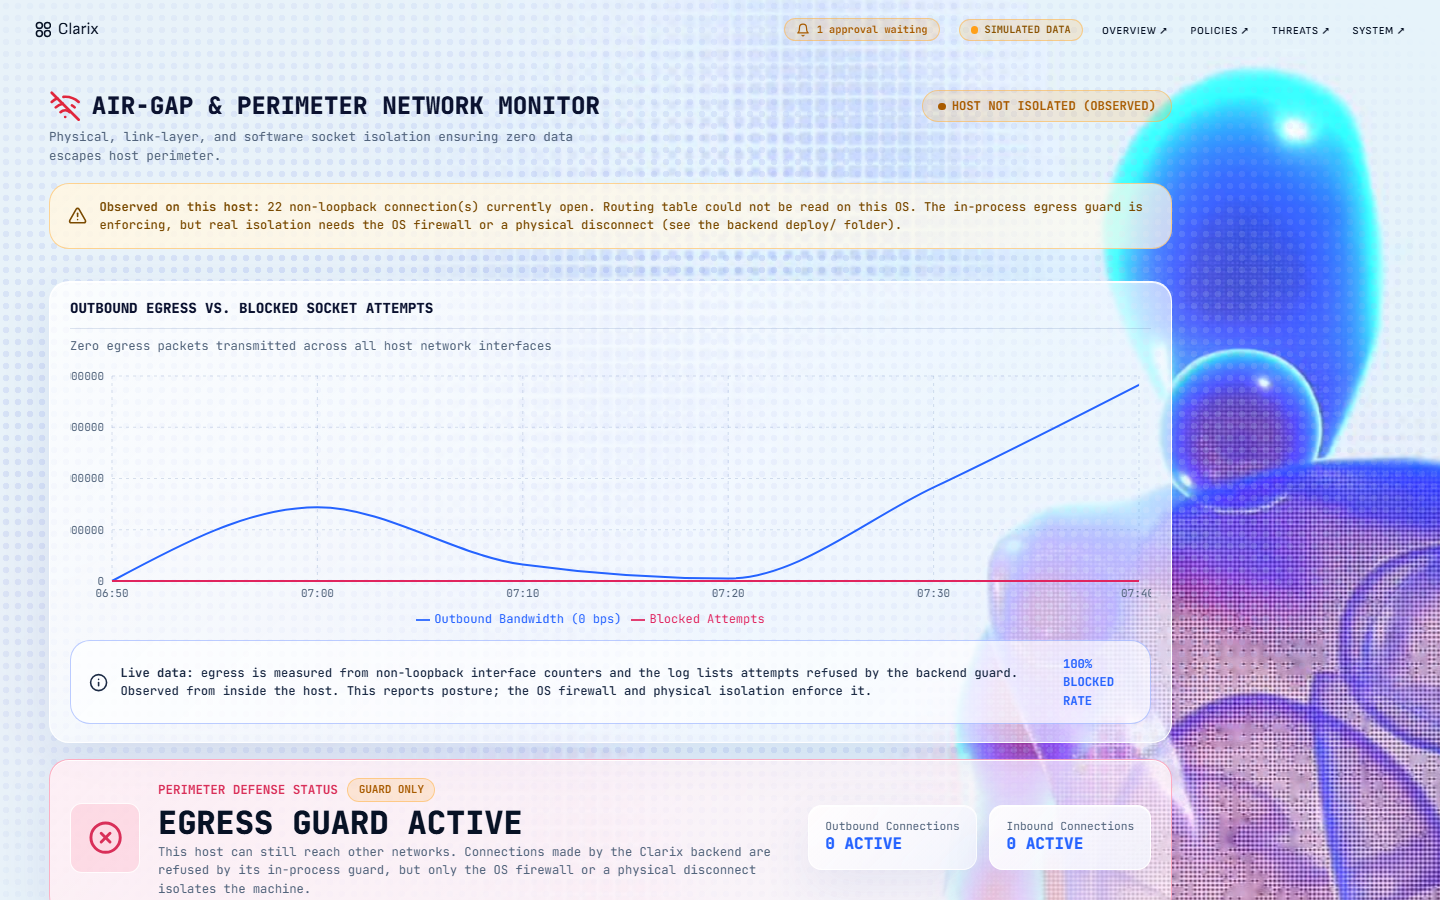 Clarix
1 approval waiting
SIMULATED DATA
OVERVIEW ↗
POLICIES ↗
THREATS ↗
SYSTEM ↗
AIR-GAP & PERIMETER NETWORK MONITOR
HOST NOT ISOLATED (OBSERVED)
Physical, link-layer, and software socket isolation ensuring zero data
escapes host perimeter.
Observed on this host: 22 non-loopback connection(s) currently open. Routing table could not be read on this OS. The in-process egress guard is
enforcing, but real isolation needs the OS firewall or a physical disconnect (see the backend deploy/ folder).
OUTBOUND EGRESS VS. BLOCKED SOCKET ATTEMPTS
Zero egress packets transmitted across all host network interfaces
00000
00000
00000
00000
0
06:50 07:00 07:10 07:20 07:30 07:40
Outbound Bandwidth (0 bps) Blocked Attempts
Live data: egress is measured from non-loopback interface counters and the log lists attempts refused by the backend guard.
Observed from inside the host. This reports posture; the OS firewall and physical isolation enforce it.
100%
BLOCKED
RATE
PERIMETER DEFENSE STATUS GUARD ONLY
EGRESS GUARD ACTIVE
This host can still reach other networks. Connections made by the Clarix backend are
refused by its in-process guard, but only the OS firewall or a physical disconnect
isolates the machine.
Outbound Connections
0 ACTIVE
Inbound Connections
0 ACTIVE